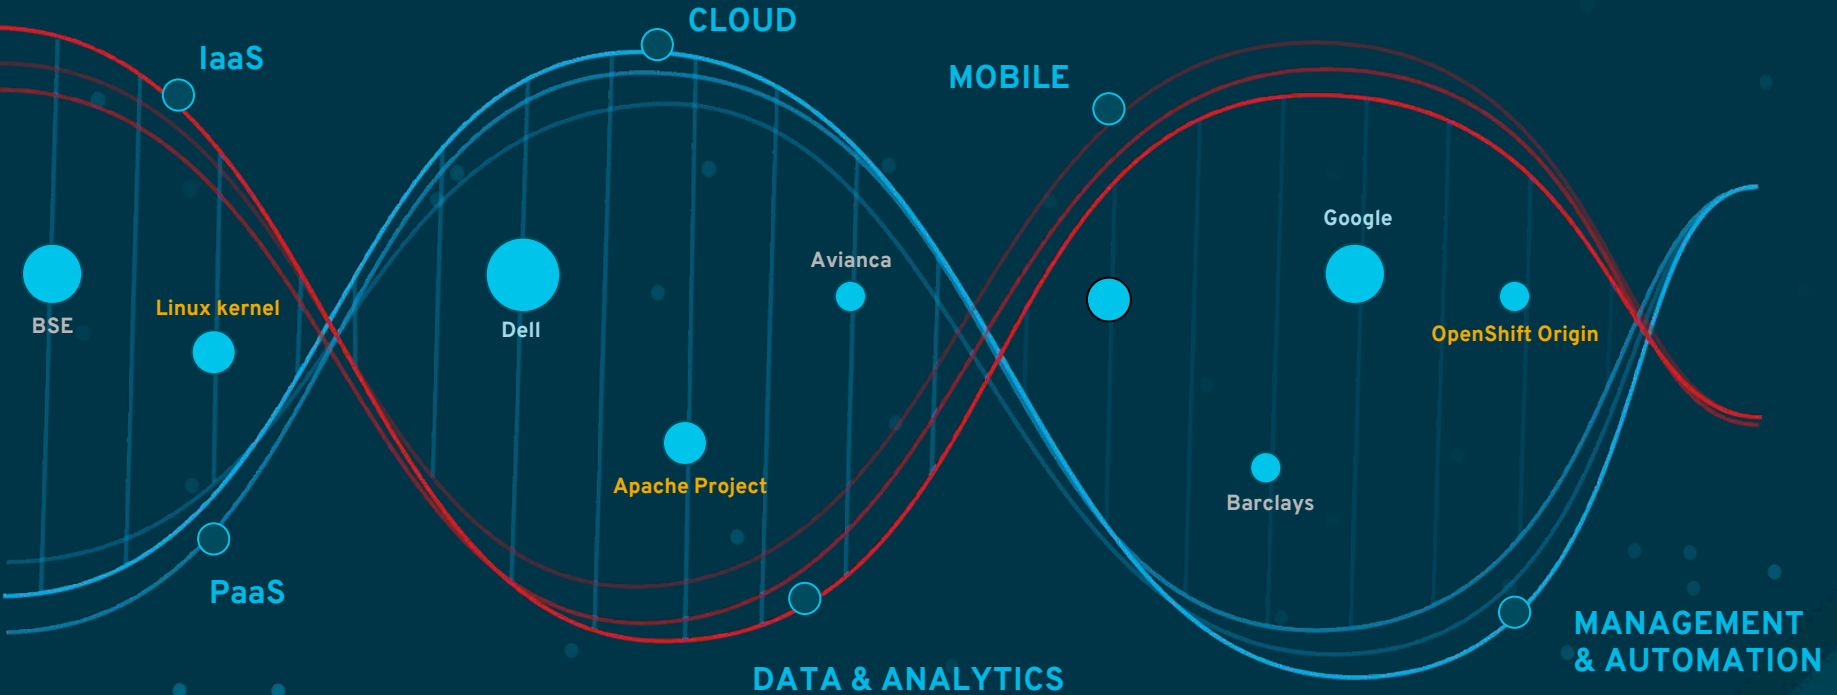 CLOUD
IaaS
MOBILE
Google
Avianca
Linux kernel
BSE
Dell
OpenShift Origin
Apache Project
Barclays
PaaS
MANAGEMENT
& AUTOMATION
DATA & ANALYTICS